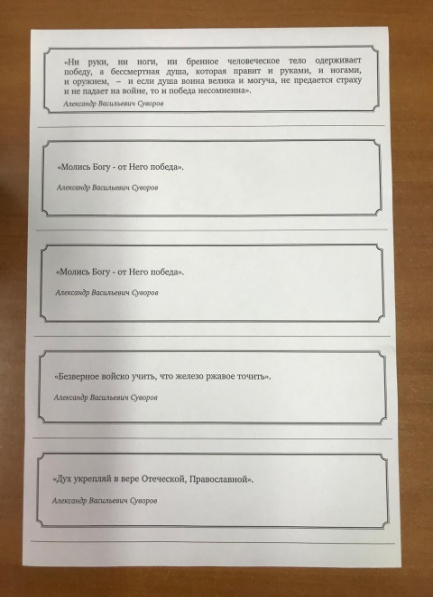 «Ни руки, ни ноги, ни бренное человеческое тело одерживает
победу, а бессмертная душа, которая правит и руками, и ногами,
и оружием, – и если душа воина велика и могуча, не предается страху
и не падает на войне, то и победа несомненна».
Александр Васильевич Суворов
«Молись Богу - от Него победа».
Александр Васильевич Суворов
«Молись Богу - от Него победа».
Александр Васильевич Суворов
«Безверное войско учить, что железо ржавое точить».
Александр Васильевич Суворов
«Дух укрепляй в вере Отеческой, Православной».
Александр Васильевич Суворов